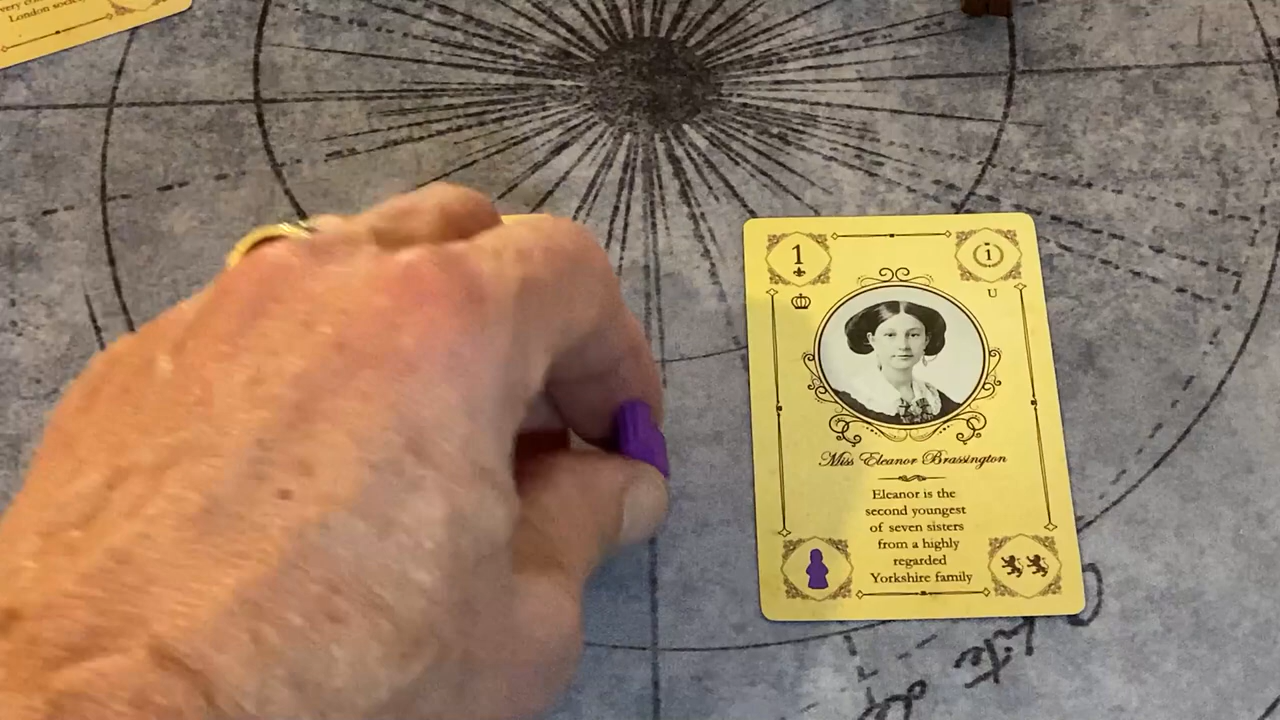 very
London society
1
i
U
Miss Eleanor Brassington
Eleanor is the
second youngest
of seven sisters
from a highly
regarded
Yorkshire family